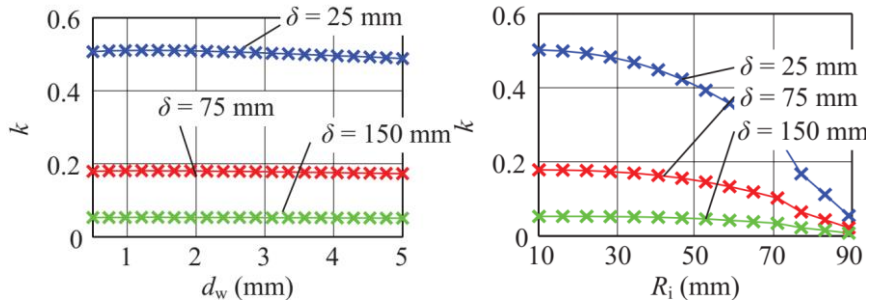 0.6
δ = 25 mm
0.4
k
δ = 75 mm
δ = 150 mm
0.2
0
1 2 3 4 5
d_w (mm)
0.6
δ = 25 mm
0.4
δ = 75 mm
k
δ = 150 mm
0.2
0
10 30 50 70 90
R_i (mm)